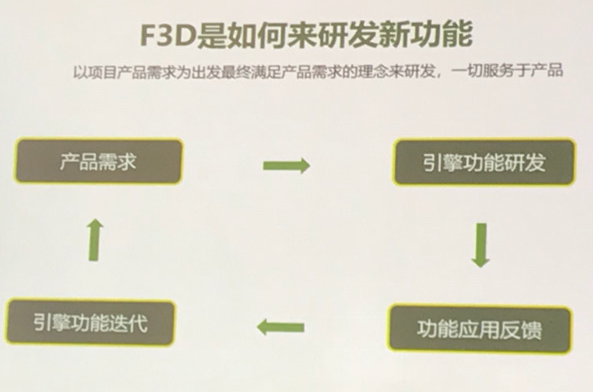 F3D是如何来研发新功能
以项目产品需求为出发最终满足产品需求的理念来研发，一切服务于产品
产品需求
引擎功能研发
引擎功能迭代
功能应用反馈